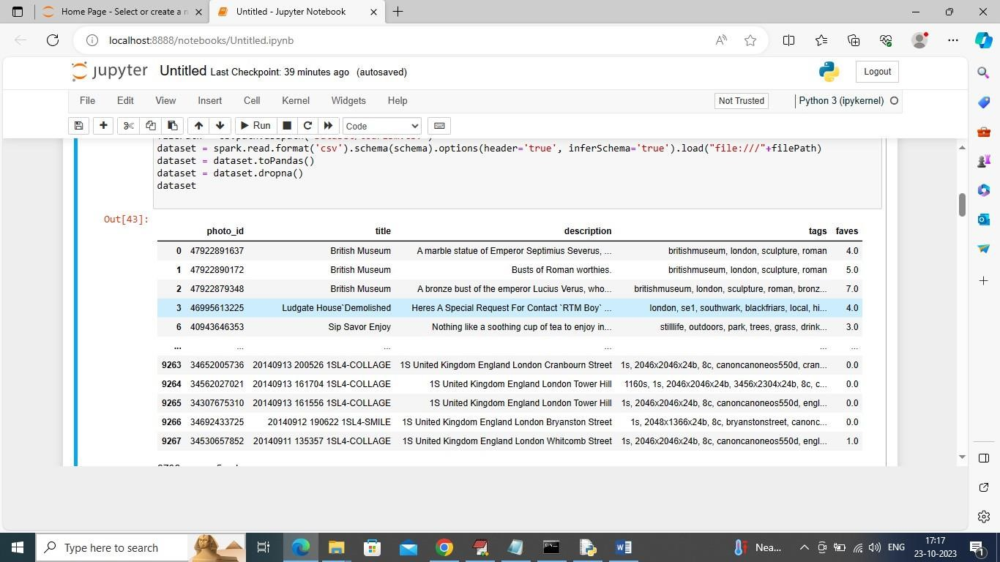 Home Page - Select or create a n
Untitled - Jupyter Notebook
localhost:8888/notebooks/Untitled.ipynb
jupyter Untitled Last Checkpoint: 39 minutes ago (autosaved)
Logout
File Edit View Insert Cell Kernel Widgets Help
Not Trusted
Python 3 (ipykernel)
Run
Code
dataset = spark.read.format('csv').schema(schema).options(header='true', inferSchema='true').load("file:///"+filePath)
dataset = dataset.toPandas()
dataset = dataset.dropna()
dataset
Out[43]:
photo_id title description tags faves
0 47922891637 British Museum A marble statue of Emperor Septimius Severus, ... britishmuseum, london, sculpture, roman 4.0
1 47922890172 British Museum Busts of Roman worthies. britishmuseum, london, sculpture, roman 5.0
2 47922879348 British Museum A bronze bust of the emperor Lucius Verus, who... britishmuseum, london, sculpture, roman, bronz... 7.0
3 46995613225 Ludgate House`Demolished Heres A Special Request For Contact `RTM Boy` ... london, se1, southwark, blackfriars, local, hi... 4.0
6 40943646353 Sip Savor Enjoy Nothing like a soothing cup of tea to enjoy in... stilllife, outdoors, park, trees, grass, drink... 3.0
... ... ... ... ... ...
9263 34652005736 20140913 200526 1SL4-COLLAGE 1S United Kingdom England London Cranbourn Street 1s, 2046x2046x24b, 8c, canoncanoneos550d, cran... 0.0
9264 34562027021 20140913 161704 1SL4-COLLAGE 1S United Kingdom England London Tower Hill 1160s, 1s, 2046x2046x24b, 3456x2304x24b, 8c, c... 0.0
9265 34307675310 20140913 161556 1SL4-COLLAGE 1S United Kingdom England London Tower Hill 1s, 2046x2046x24b, 8c, canoncanoneos550d, engl... 0.0
9266 34692433725 20140912 190622 1SL4-SMILE 1S United Kingdom England London Bryanston Street 1s, 2048x1366x24b, 8c, bryanstonstreet, canonc... 0.0
9267 34530657852 20140911 135357 1SL4-COLLAGE 1S United Kingdom England London Whitcomb Street 1s, 2046x2046x24b, 8c, canoncanoneos550d, engl... 1.0
Type here to search
Nea...
ENG
17:17
23-10-2023
1